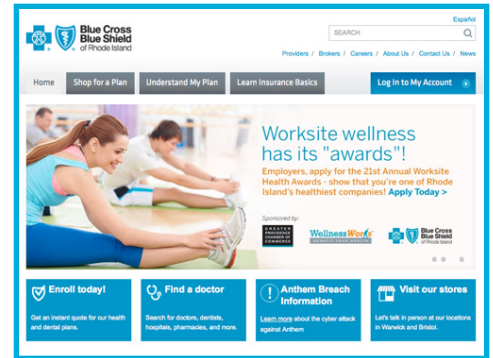 Español
Blue Cross
Blue Shield
of Rhode Island
SEARCH
Providers / Brokers / Careers / About Us / Contact Us / News
Home
Shop for a Plan
Understand My Plan
Learn Insurance Basics
Log In to My Account
Worksite wellness
has its "awards"!
Employers, apply for the 21st Annual Worksite
Health Awards - show that you're one of Rhode
Island's healthiest companies! Apply Today >
Sponsored by:
GREATER
PROVIDENCE
CHAMBER OF
COMMERCE
WellnessWorks
Blue Cross
Blue Shield
of Rhode Island
Enroll today!
Get an instant quote for our health
and dental plans.
Find a doctor
Search for doctors, dentists,
hospitals, pharmacies, and more.
Anthem Breach
Information
Learn more about the cyber attack
against Anthem
Visit our stores
Let's talk in person at our locations
in Warwick and Bristol.